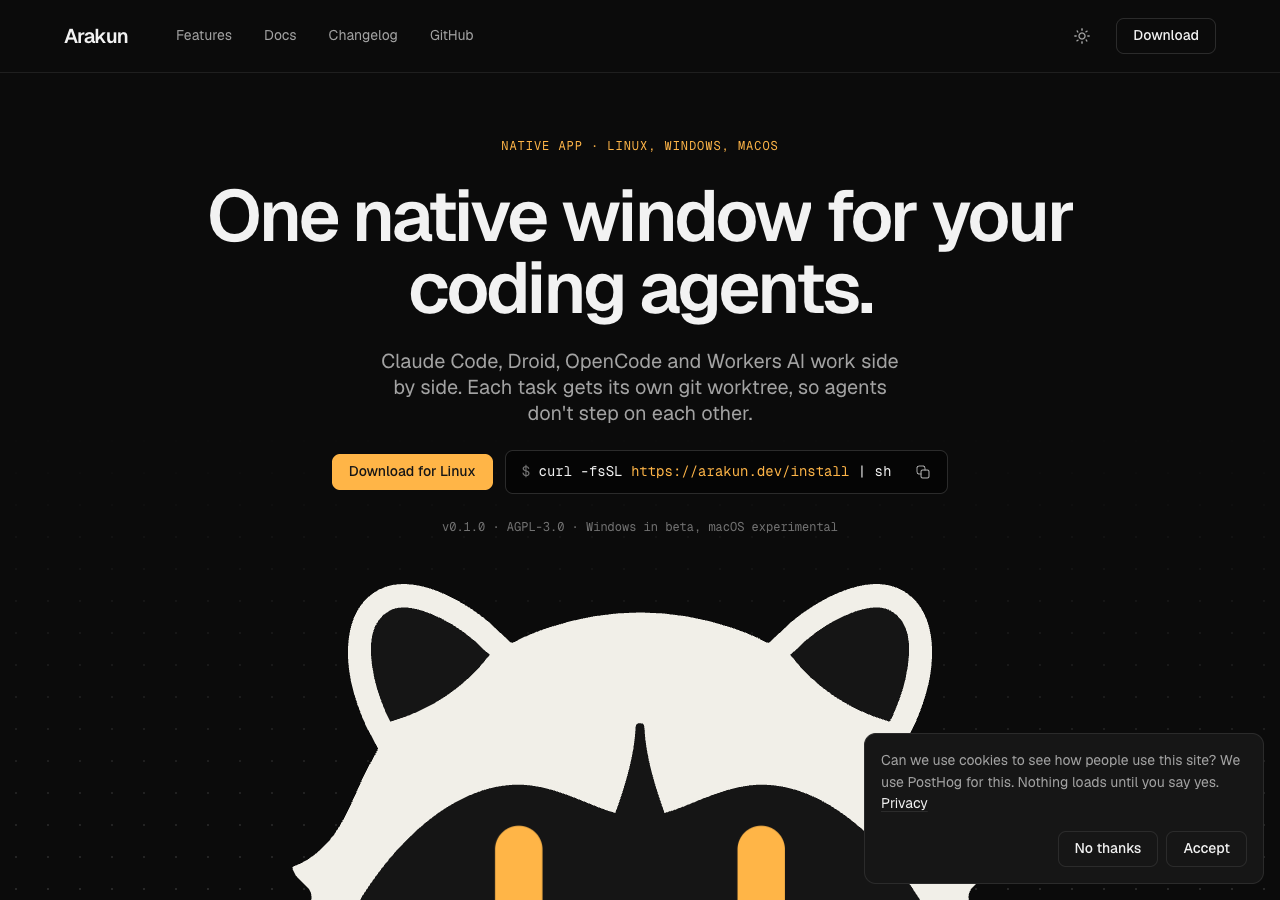 Arakun
Features
Docs
Changelog
GitHub
Download
NATIVE APP · LINUX, WINDOWS, MACOS
One native window for your
coding agents.
Claude Code, Droid, OpenCode and Workers AI work side
by side. Each task gets its own git worktree, so agents
don't step on each other.
Download for Linux
$ curl -fsSL https://arakun.dev/install | sh
v0.1.0 · AGPL-3.0 · Windows in beta, macOS experimental
Can we use cookies to see how people use this site? We
use PostHog for this. Nothing loads until you say yes.
Privacy
No thanks
Accept